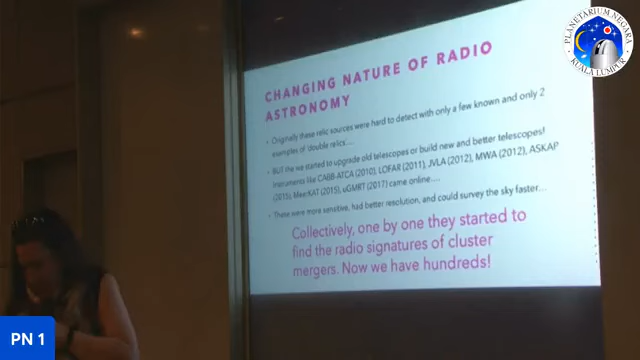 PLANETARIUM NEGARA
KUALA LUMPUR
CHANGING NATURE OF RADIO
ASTRONOMY
Originally these relic sources were hard to detect with only a few known and only 2
examples of 'double relics'....
BUT the we started to upgrade old telescopes or build new and better telescopes!
Instruments like CABB-ATCA (2010), LOFAR (2011), JVLA (2012), MWA (2012), ASKAP
(2015), MeerKAT (2015), uGMRT (2017) came online....
These were more sensitive, had better resolution, and could survey the sky faster...
Collectively, one by one they started to
find the radio signatures of cluster
mergers. Now we have hundreds!
PN 1